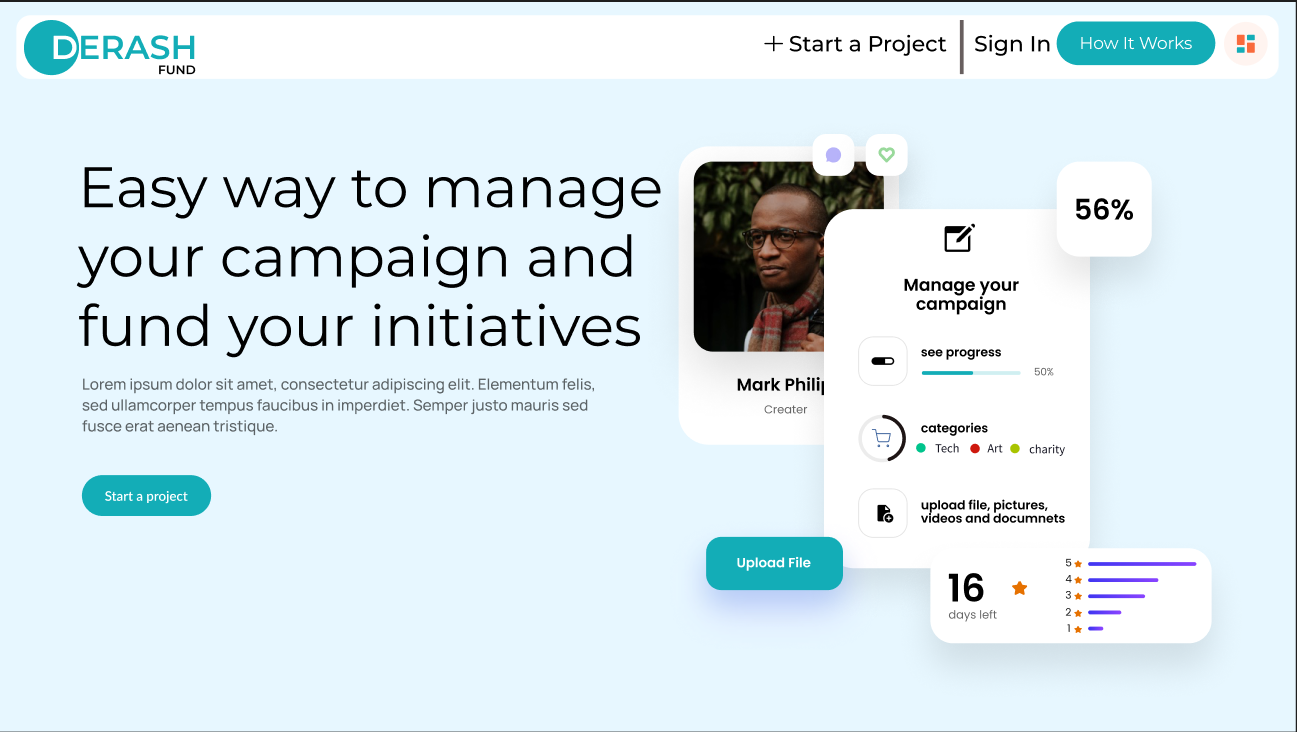 DERASH
FUND
+ Start a Project
Sign In
How It Works
Easy way to manage
your campaign and
fund your initiatives
Lorem ipsum dolor sit amet, consectetur adipiscing elit. Elementum felis,
sed ullamcorper tempus faucibus in imperdiet. Semper justo mauris sed
fusce erat aenean tristique.
Start a project
Mark Philip
Creater
Upload File
56%
Manage your
campaign
see progress
50%
categories
Tech Art charity
upload file, pictures,
videos and documnets
16
days left
5
4
3
2
1